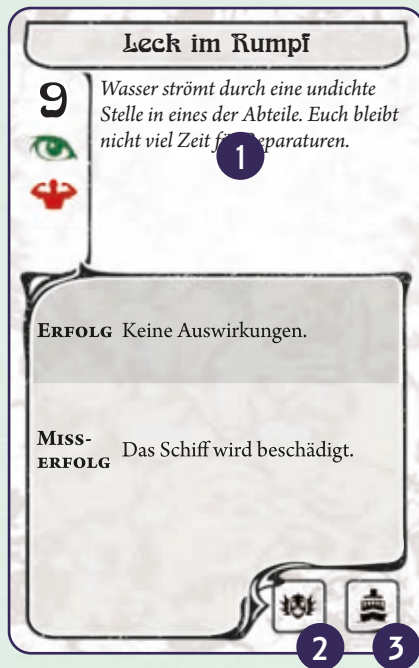 Leck im Rumpf
9
Wasser strömt durch eine undichte
Stelle in eines der Abteile. Euch bleibt
nicht viel Zeit
1
ERFOLG Keine Auswirkungen.
MISS-
ERFOLG Das Schiff wird beschädigt.
2
3